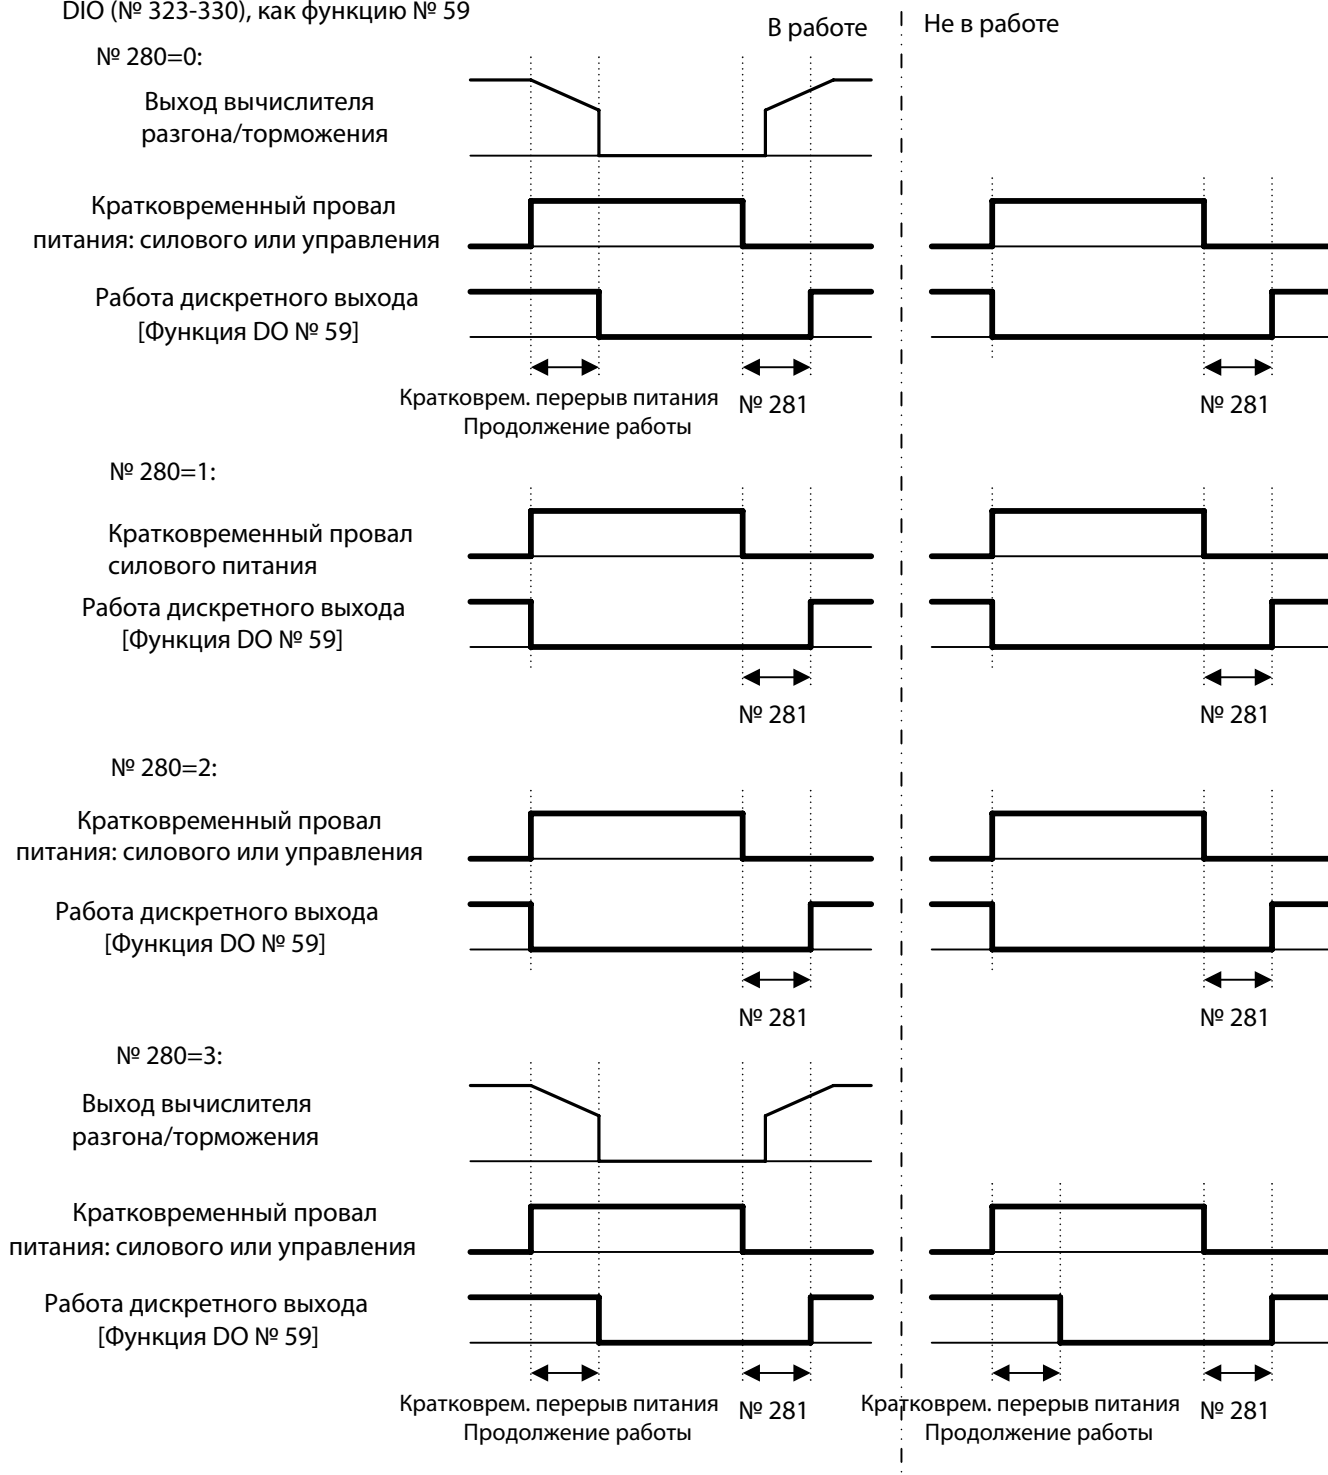 DIO (№ 323-330), как функцию № 59
В работе
Не в работе
№ 280=0:
Выход вычислителя
разгона/торможения
Кратковременный провал
питания: силового или управления
Работа дискретного выхода
[Функция DO № 59]
Кратковрем. перерыв питания
Продолжение работы
№ 281
№ 281
№ 280=1:
Кратковременный провал
силового питания
Работа дискретного выхода
[Функция DO № 59]
№ 281
№ 281
№ 280=2:
Кратковременный провал
питания: силового или управления
Работа дискретного выхода
[Функция DO № 59]
№ 281
№ 281
№ 280=3:
Выход вычислителя
разгона/торможения
Кратковременный провал
питания: силового или управления
Работа дискретного выхода
[Функция DO № 59]
Кратковрем. перерыв питания
Продолжение работы
№ 281
Кратковрем. перерыв питания
Продолжение работы
№ 281